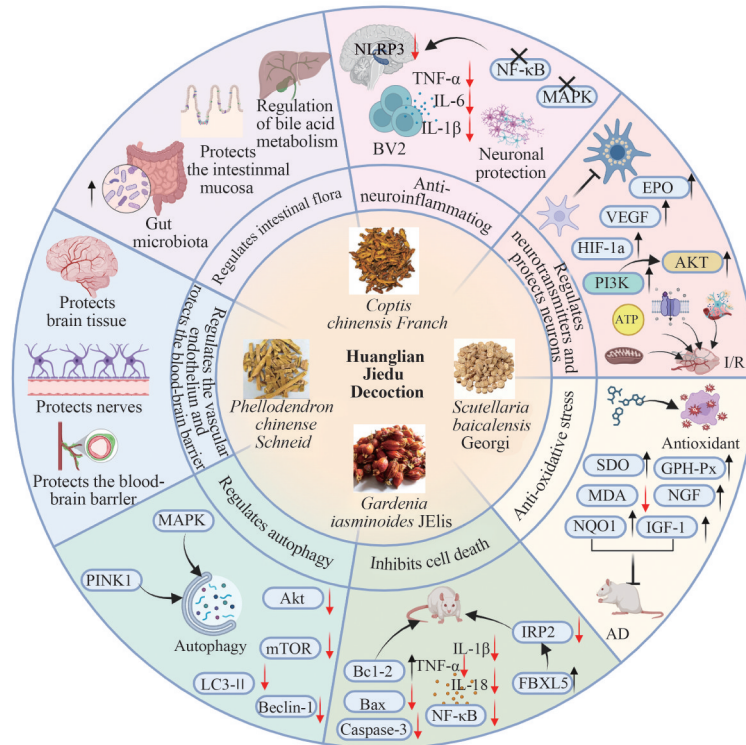 NLRP3
NF-κB
MAPK
TNF-α
IL-6
IL-1β
BV2
Neuronal
protection
Anti-
neuroinflammatiog
Regulation
of bile acid
metabolism
Protects
the intestinmal
mucosa
Gut
microbiota
Regulates intestinal flora
EPO
VEGF
HIF-1a
AKT
PI3K
ATP
I/R
Regulates
neurotransmitters and
protects neurons
Protects
brain tissue
Protects nerves
Protects the blood-
brain barrler
Regulates the vascular
endotheliun and
rotects the blood-brain barrier
Coptis
chinensis Franch
Huanglian
Jiedu
Decoction
Phellodendron
chinense
Schneid
Scutellaria
baicalensis
Georgi
Gardenia
iasminoides JElis
Antioxidant
SDO
GPH-Px
MDA
NGF
NQO1
IGF-1
AD
Anti-oxidative stress
Regulates autophagy
MAPK
PINK1
Autophagy
Akt
mTOR
LC3-II
Beclin-1
Inhibits cell death
IRP2
IL-1β
TNF-α
Bc1-2
IL-18
FBXL5
Bax
NF-κB
Caspase-3